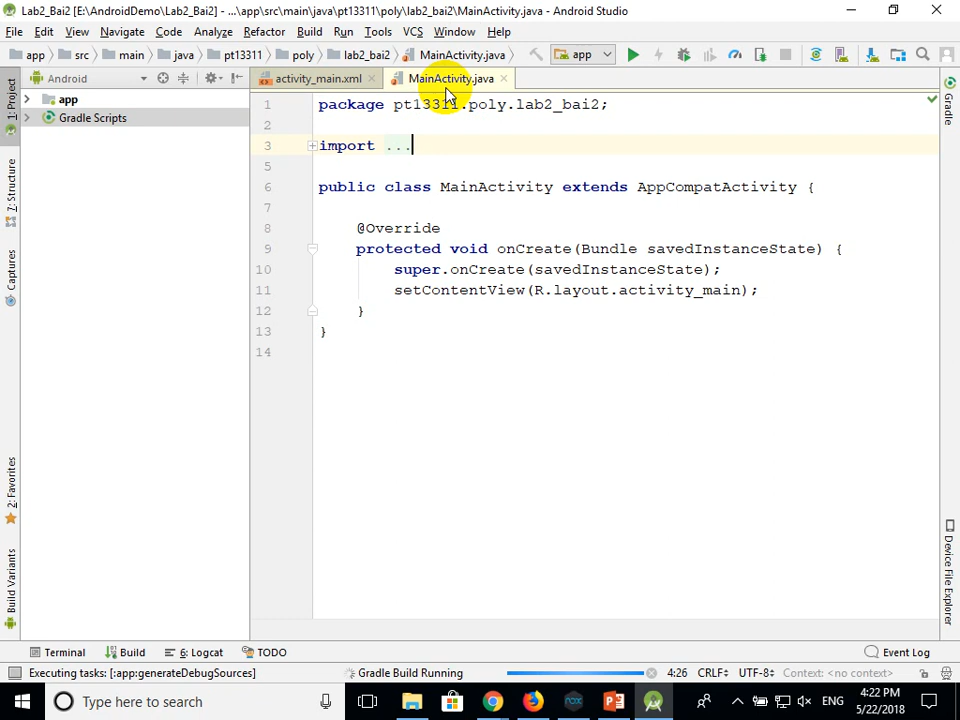 Lab2_Bai2 [E:\AndroidDemo\Lab2_Bai2] - ...\app\src\main\java\pt13311\poly\lab2_bai2\MainActivity.java - Android Studio
File Edit View Navigate Code Analyze Refactor Build Run Tools VCS Window Help
app src main java pt13311 poly lab2_bai2 MainActivity.java app
Android activity_main.xml MainActivity.java
app
Gradle Scripts
1: Project
7: Structure
Captures
2: Favorites
Build Variants
1 package pt13311.poly.lab2_bai2;
2
3 import ...
5
6 public class MainActivity extends AppCompatActivity {
7
8 @Override
9 protected void onCreate(Bundle savedInstanceState) {
10 super.onCreate(savedInstanceState);
11 setContentView(R.layout.activity_main);
12 }
13 }
14
Gradle
Device File Explorer
Terminal Build 6: Logcat TODO Event Log
Executing tasks: [:app:generateDebugSources] Gradle Build Running 4:26 CRLF÷ UTF-8÷ Context: <no context>
Type here to search ENG 4:22 PM
5/22/2018